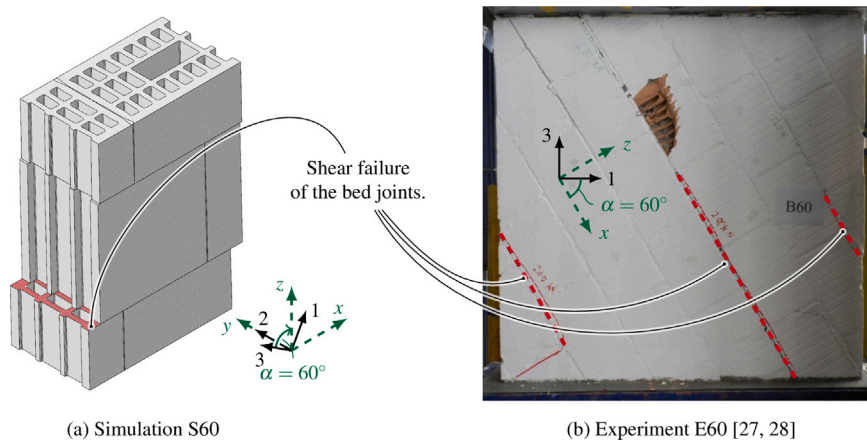 Shear failure
of the bed joints.
z
x
y
2
1
3
α = 60°
3
z
1
α = 60°
x
B60
(a) Simulation S60
(b) Experiment E60 [27, 28]